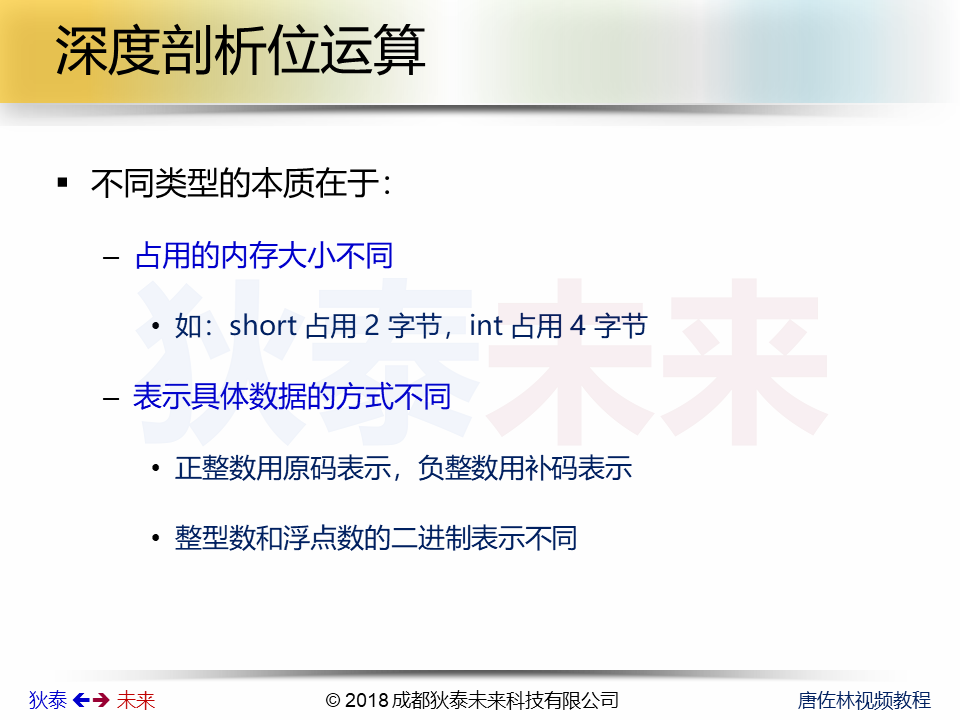 深度剖析位运算
▪ 不同类型的本质在于：
– 占用的内存大小不同
• 如：short 占用 2 字节，int 占用 4 字节
狄泰未来
– 表示具体数据的方式不同
• 正整数用原码表示，负整数用补码表示
• 整型数和浮点数的二进制表示不同
狄泰 🡸🡺 未来
© 2018 成都狄泰未来科技有限公司
唐佐林视频教程